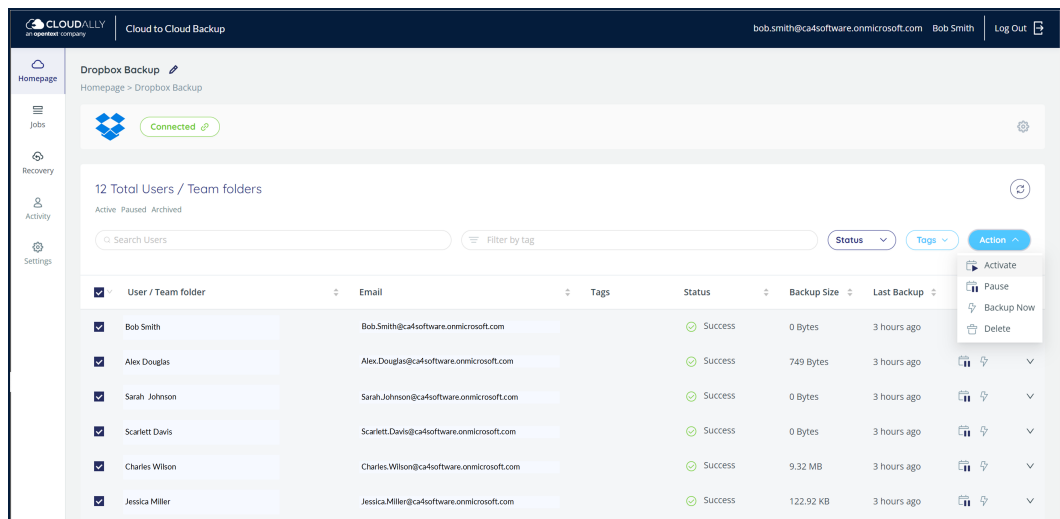 CLOUDALLY
an opentext company
Cloud to Cloud Backup
bob.smith@ca4software.onmicrosoft.com Bob Smith Log Out
Homepage
Jobs
Recovery
Activity
Settings
Dropbox Backup
Homepage > Dropbox Backup
Connected
12 Total Users / Team folders
Active Paused Archived
Search Users Filter by tag Status Tags Action
Activate
Pause
Backup Now
Delete
User / Team folder Email Tags Status Backup Size Last Backup
Bob Smith Bob.Smith@ca4software.onmicrosoft.com Success 0 Bytes 3 hours ago
Alex Douglas Alex.Douglas@ca4software.onmicrosoft.com Success 749 Bytes 3 hours ago
Sarah Johnson Sarah.Johnson@ca4software.onmicrosoft.com Success 0 Bytes 3 hours ago
Scarlett Davis Scarlett.Davis@ca4software.onmicrosoft.com Success 0 Bytes 3 hours ago
Charles Wilson Charles.Wilson@ca4software.onmicrosoft.com Success 9.32 MB 3 hours ago
Jessica Miller Jessica.Miller@ca4software.onmicrosoft.com Success 122.92 KB 3 hours ago